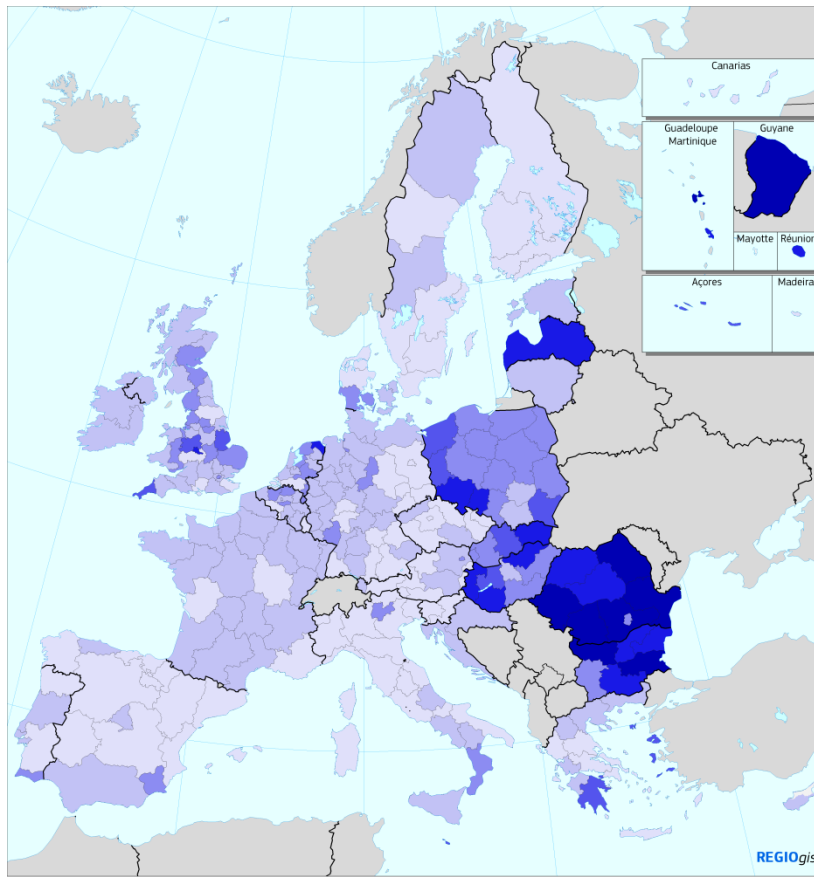 Canarias
Guadeloupe
Martinique
Guyane
Mayotte
Réunion
Açores
Madeira
REGIOgis